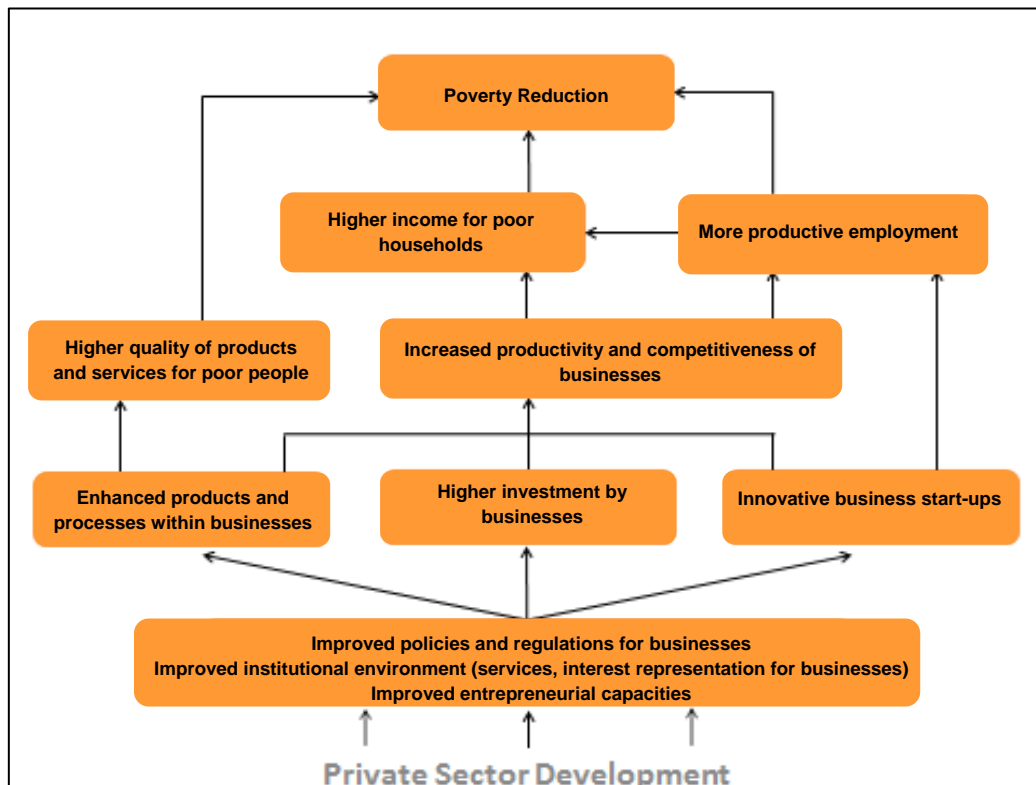 Poverty Reduction
Higher income for poor
households
More productive employment
Higher quality of products
and services for poor people
Increased productivity and competitiveness of
businesses
Enhanced products and
processes within businesses
Higher investment by
businesses
Innovative business start-ups
Improved policies and regulations for businesses
Improved institutional environment (services, interest representation for businesses)
Improved entrepreneurial capacities
Private Sector Development